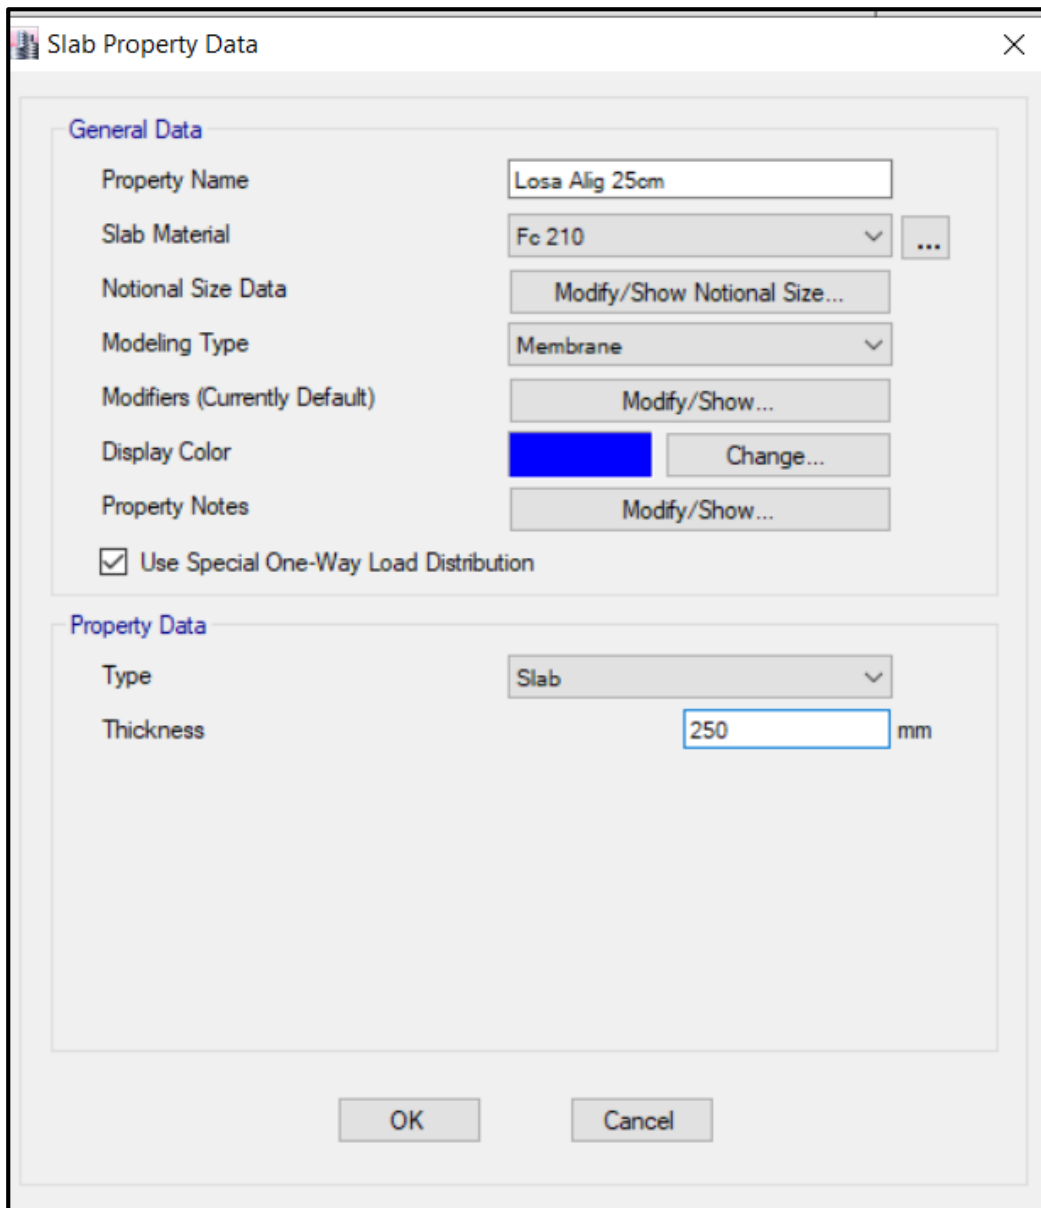 Slab Property Data
General Data
Property Name Losa Alig 25cm
Slab Material Fc 210 ...
Notional Size Data Modify/Show Notional Size...
Modeling Type Membrane
Modifiers (Currently Default) Modify/Show...
Display Color Change...
Property Notes Modify/Show...
Use Special One-Way Load Distribution
Property Data
Type Slab
Thickness 250 mm
OK Cancel